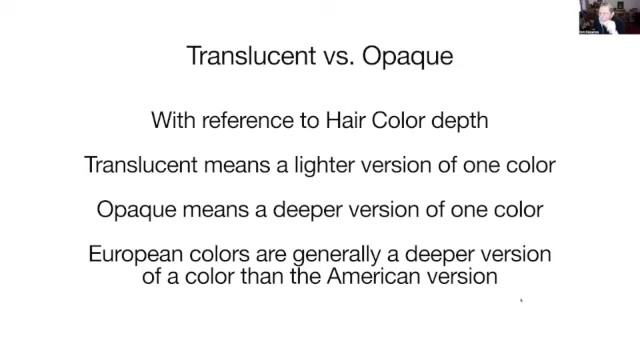 Translucent vs. Opaque
With reference to Hair Color depth
Translucent means a lighter version of one color
Opaque means a deeper version of one color
European colors are generally a deeper version
of a color than the American version